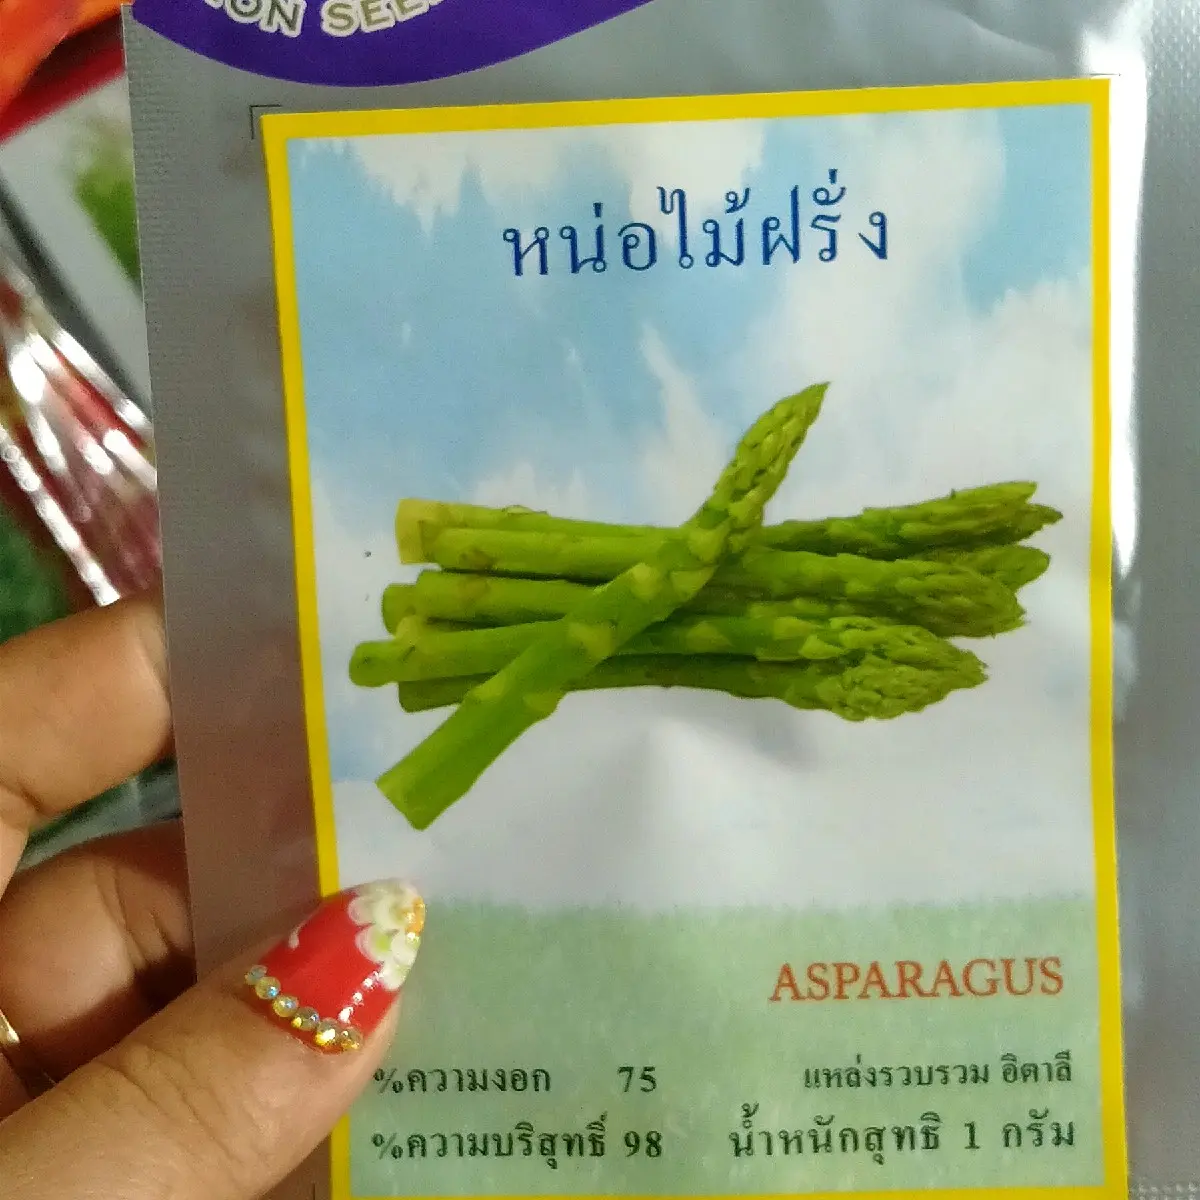 หน่อไม้ฝรั่ง
ASPARAGUS
%ความงอก 75
แหล่งรวบรวม อิตาลี
%ความบริสุทธิ์ 98
น้ำหนักสุทธิ 1 กรัม